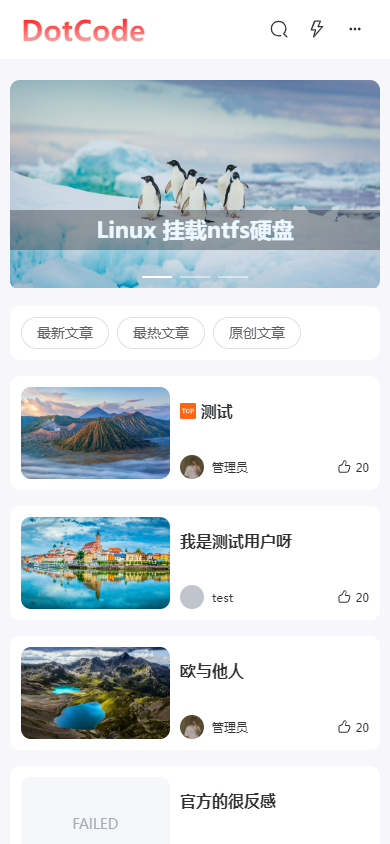 DotCode
Linux 挂载ntfs硬盘
最新文章
最热文章
原创文章
TOP 测试
管理员
20
我是测试用户呀
test
20
欧与他人
管理员
20
官方的很反感
FAILED